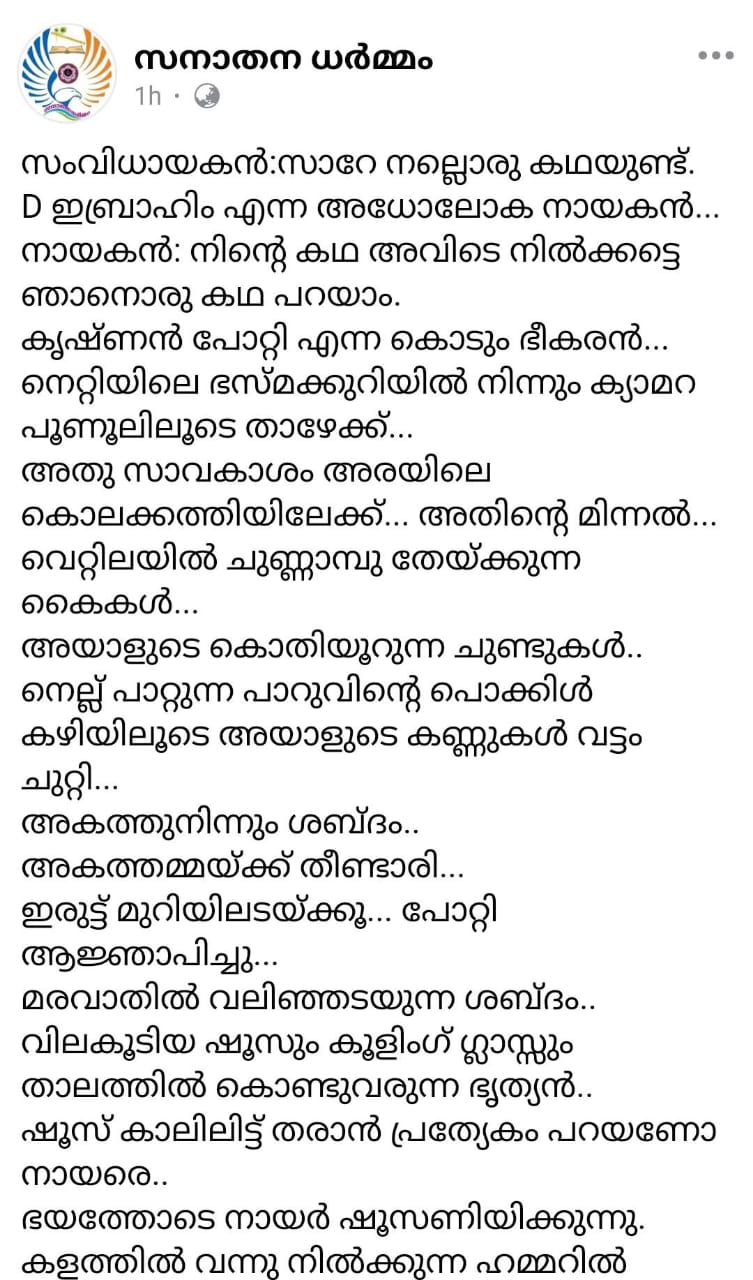 സനാതന ധർമ്മം
1h ·
സംവിധായകൻ:സാറേ നല്ലൊരു കഥയുണ്ട്.
D ഇബ്രാഹിം എന്ന അധോലോക നായകൻ...
നായകൻ: നിന്റെ കഥ അവിടെ നിൽക്കട്ടെ
ഞാനൊരു കഥ പറയാം.
കൃഷ്ണൻ പോറ്റി എന്ന കൊടും ഭീകരൻ...
നെറ്റിയിലെ ഭസ്മക്കുറിയിൽ നിന്നും ക്യാമറ
പൂണൂലിലൂടെ താഴേക്ക്...
അതു സാവകാശം അരയിലെ
കൊലക്കത്തിയിലേക്ക്... അതിന്റെ മിന്നൽ...
വെറ്റിലയിൽ ചുണ്ണാമ്പു തേയ്ക്കുന്ന
കൈകൾ...
അയാളുടെ കൊതിയൂറുന്ന ചുണ്ടുകൾ..
നെല്ല് പാറ്റുന്ന പാറുവിന്റെ പൊക്കിൾ
കഴിയിലൂടെ അയാളുടെ കണ്ണുകൾ വട്ടം
ചുറ്റി...
അകത്തുനിന്നും ശബ്ദം..
അകത്തമ്മയ്ക്ക് തീണ്ടാരി...
ഇരുട്ട് മുറിയിലടയ്ക്കൂ... പോറ്റി
ആജ്ഞാപിച്ചു...
മരവാതിൽ വലിഞ്ഞടയുന്ന ശബ്ദം..
വിലകൂടിയ ഷൂസും കൂളിംഗ് ഗ്ലാസ്സും
താലത്തിൽ കൊണ്ടുവരുന്ന ഭൃത്യൻ..
ഷൂസ് കാലിലിട്ട് തരാൻ പ്രത്യേകം പറയണോ
നായരെ..
ഭയത്തോടെ നായർ ഷൂസണിയിക്കുന്നു.
കളത്തിൽ വന്നു നിൽക്കുന്ന ഹമ്മറിൽ